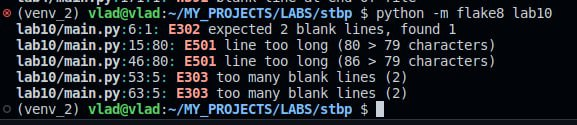 (venv_2) vlad@vlad:~/MY_PROJECTS/LABS/stbp $ python -m flake8 lab10
lab10/main.py:6:1: E302 expected 2 blank lines, found 1
lab10/main.py:15:80: E501 line too long (80 > 79 characters)
lab10/main.py:46:80: E501 line too long (86 > 79 characters)
lab10/main.py:53:5: E303 too many blank lines (2)
lab10/main.py:63:5: E303 too many blank lines (2)
(venv_2) vlad@vlad:~/MY_PROJECTS/LABS/stbp $